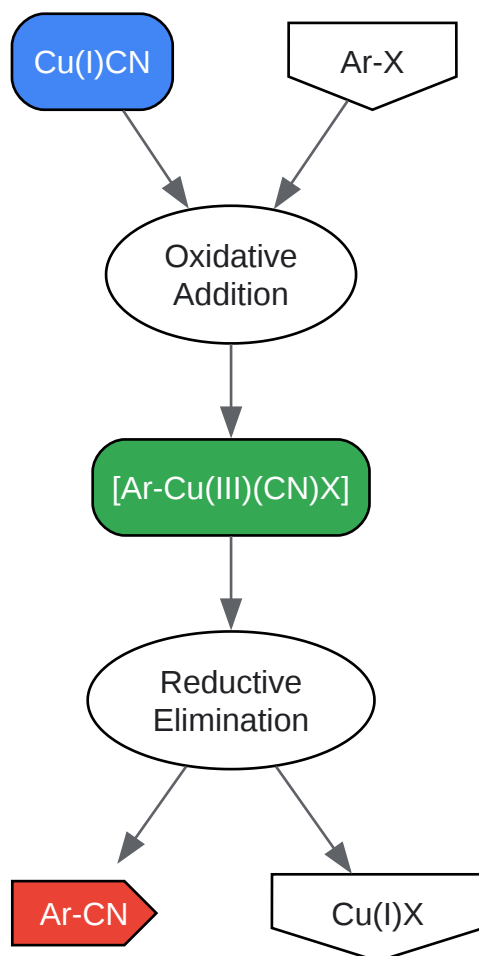 Cu(I)CN
Ar-X
Oxidative
Addition
[Ar-Cu(III)(CN)X]
Reductive
Elimination
Ar-CN
Cu(I)X